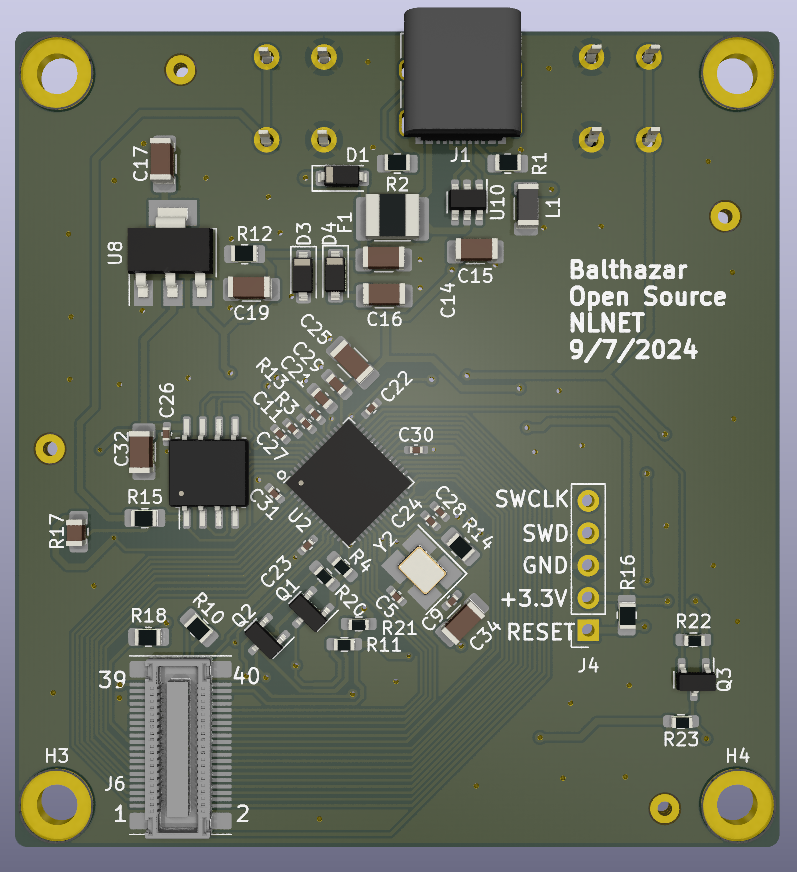 C17
D1
R2
J1
R1
U10
L1
F1
U8
R12
D3
D4
C19
C16
C14
C15
Balthazar
Open Source
NLNET
9/7/2024
C25
C29
C21
R13
R3
C11
C27
C22
C26
C32
C30
R15
R17
C31
U2
C24
C28
R14
Y2
C23
R4
Q1
Q2
R20
C5
C9
C34
R21
R11
R18
R10
SWCLK
SWD
GND
+3.3V
RESET
J4
R16
R22
Q3
R23
39
40
H3
J6
1
2
H4